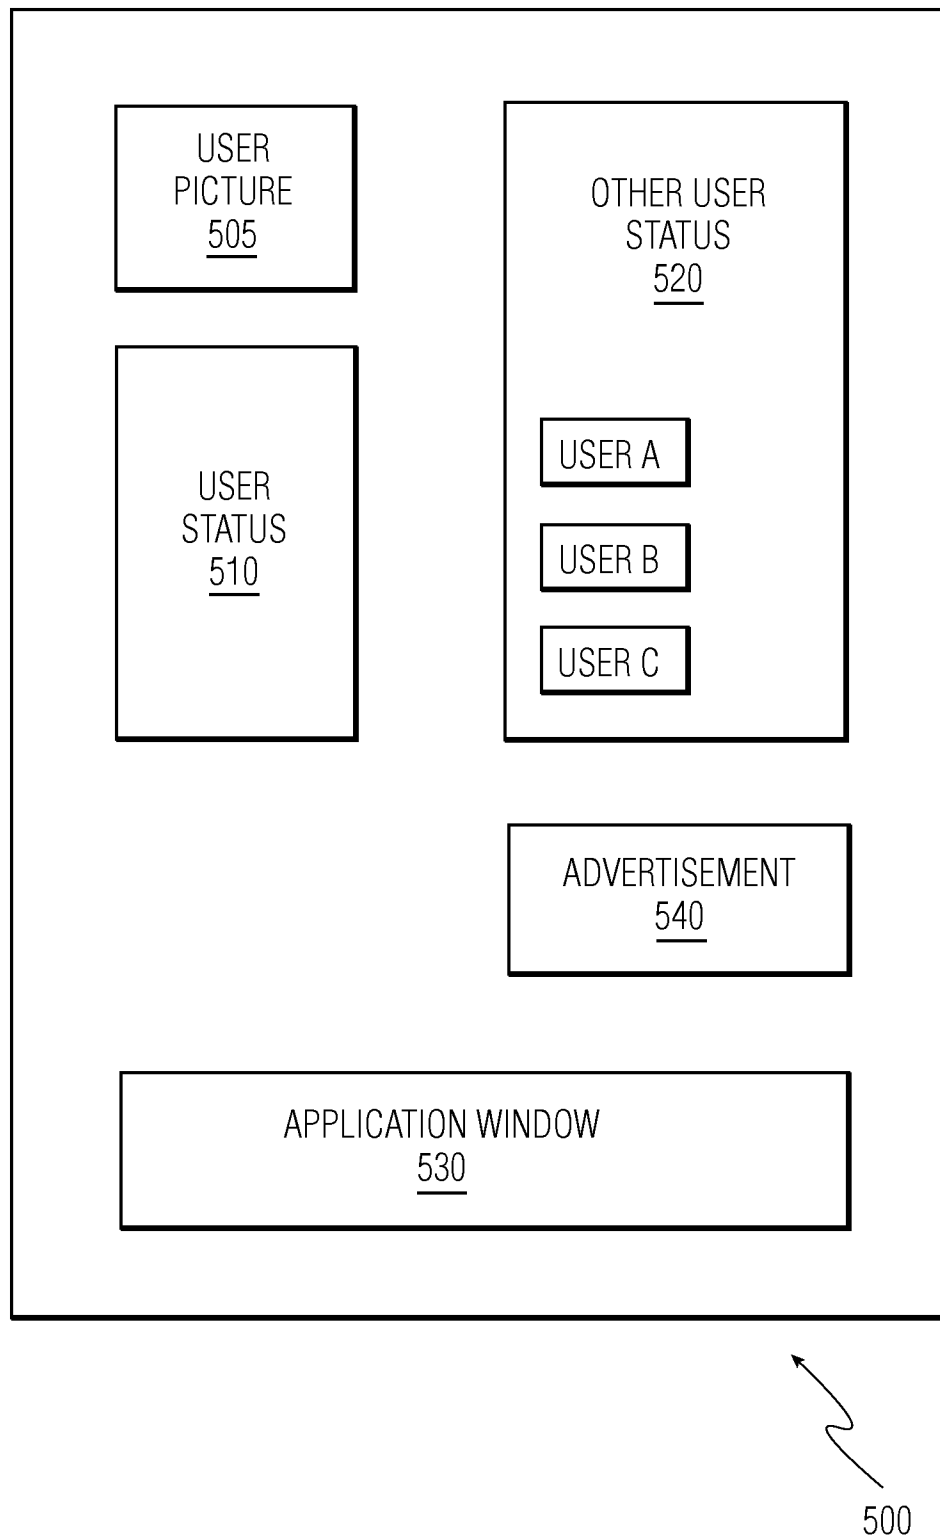 USER
PICTURE
505
OTHER USER
STATUS
520
USER A
USER B
USER C
USER
STATUS
510
ADVERTISEMENT
540
APPLICATION WINDOW
530
500